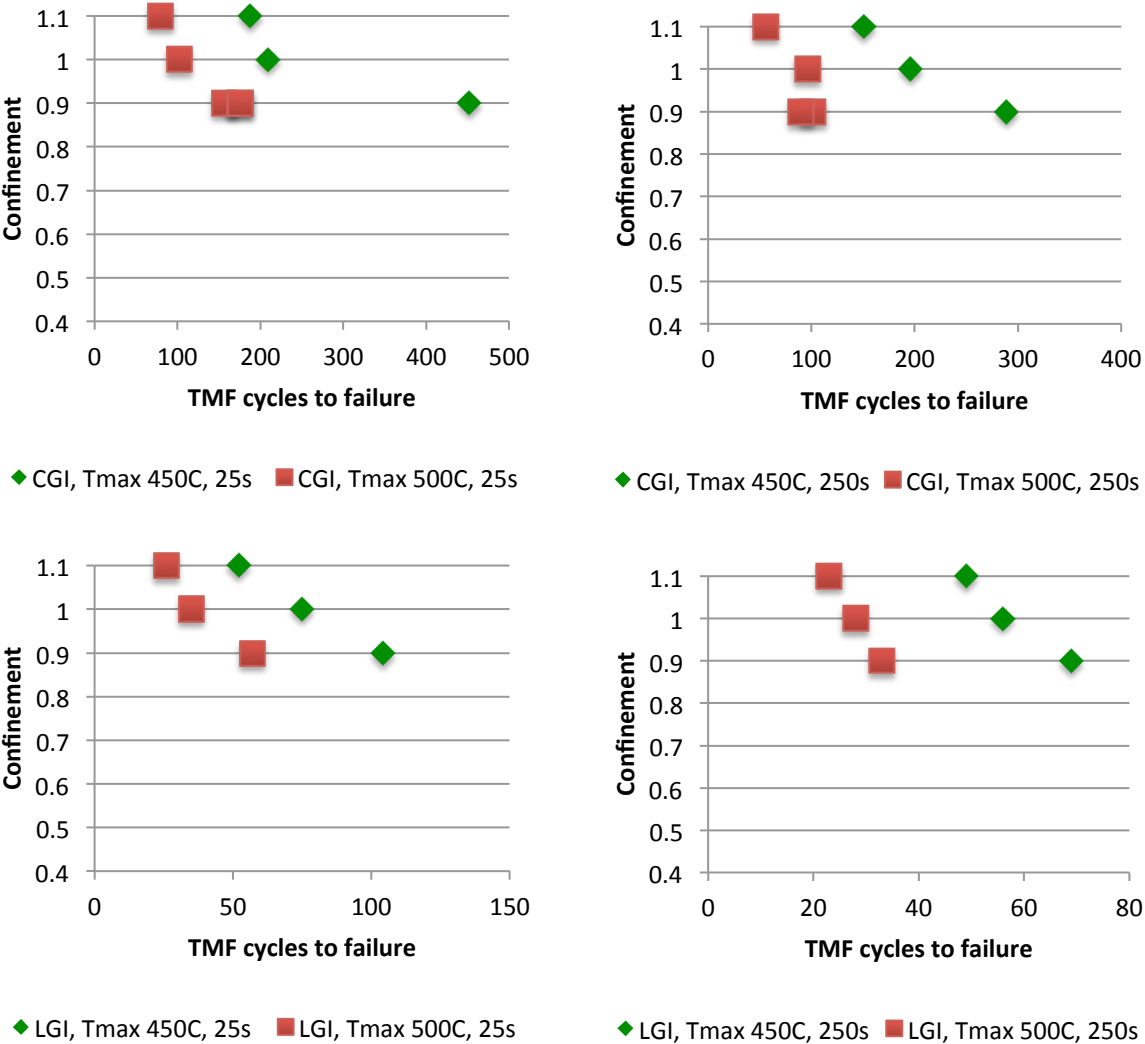 1.1
1
0.9
0.8
0.7
0.6
0.5
0.4
Confinement
0 100 200 300 400 500
TMF cycles to failure
CGI, Tmax 450C, 25s CGI, Tmax 500C, 25s
1.1
1
0.9
0.8
0.7
0.6
0.5
0.4
Confinement
0 100 200 300 400
TMF cycles to failure
CGI, Tmax 450C, 250s CGI, Tmax 500C, 250s
1.1
1
0.9
0.8
0.7
0.6
0.5
0.4
Confinement
0 50 100 150
TMF cycles to failure
LGI, Tmax 450C, 25s LGI, Tmax 500C, 25s
1.1
1
0.9
0.8
0.7
0.6
0.5
0.4
Confinement
0 20 40 60 80
TMF cycles to failure
LGI, Tmax 450C, 250s LGI, Tmax 500C, 250s